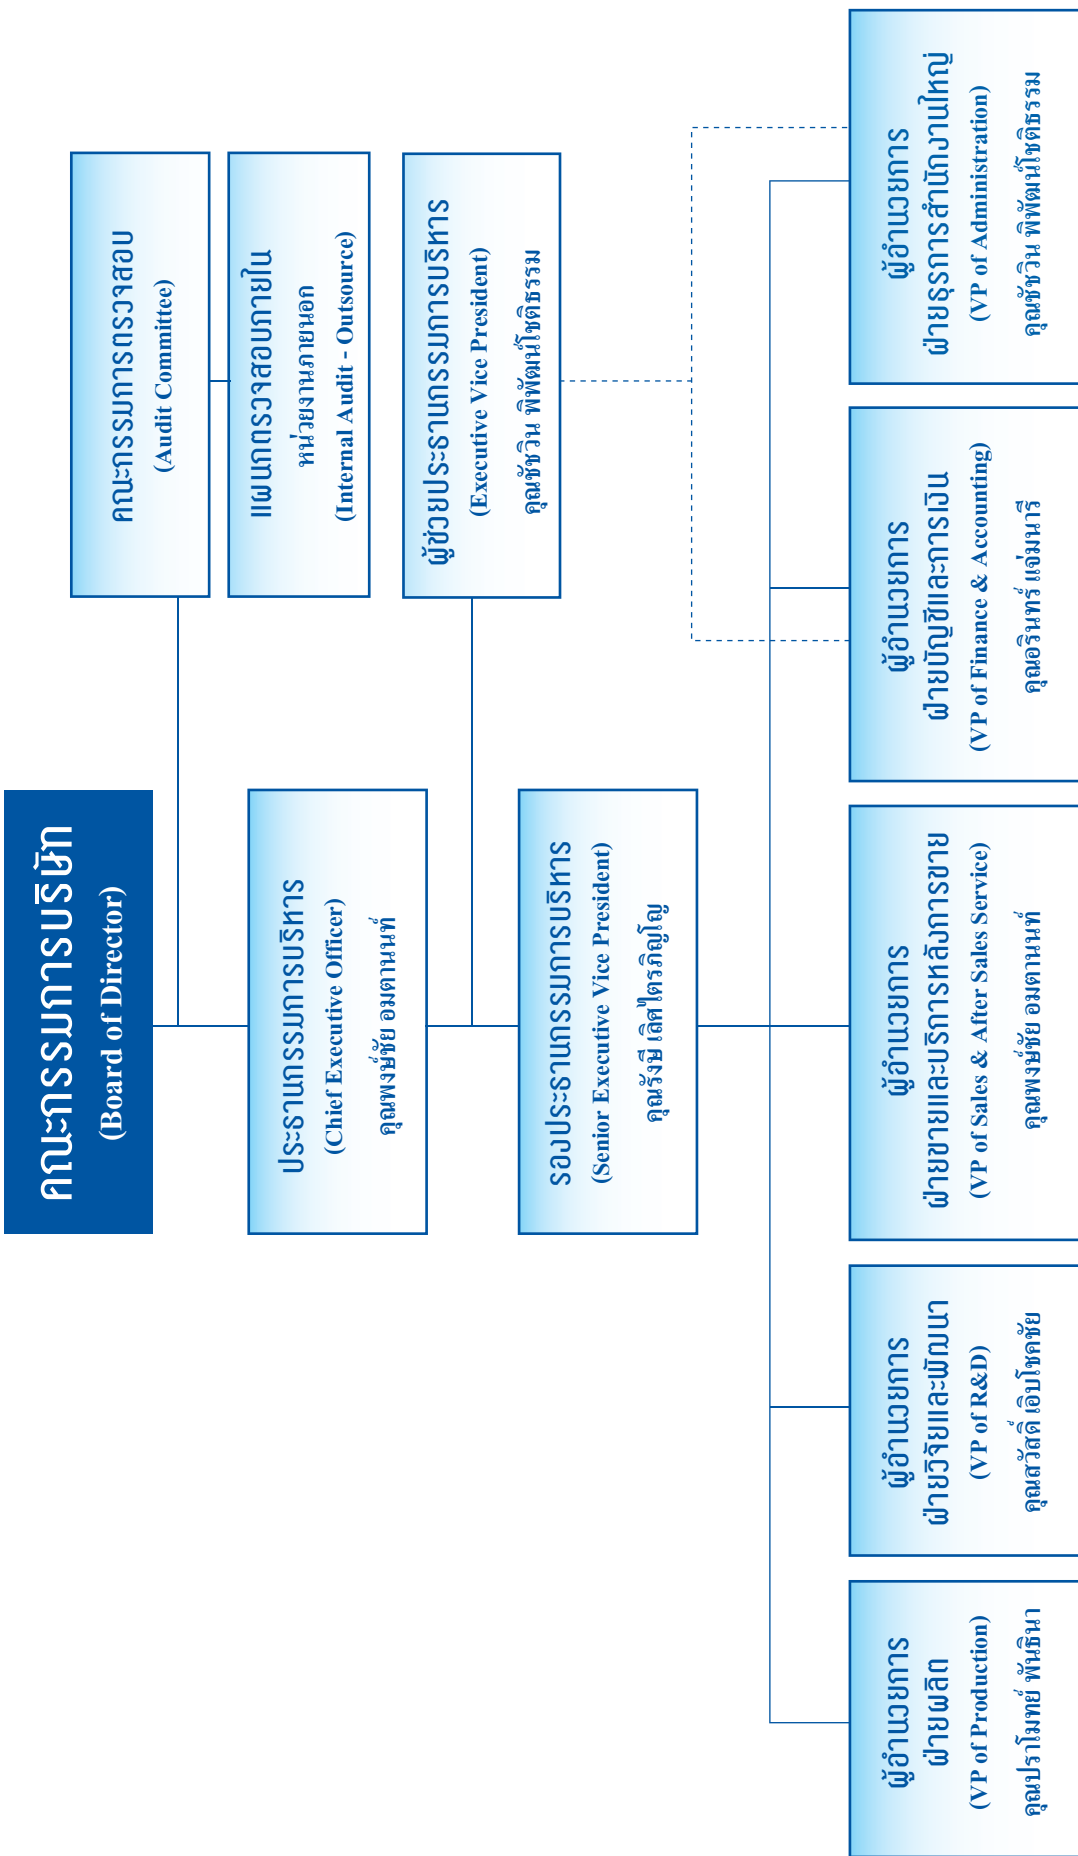 คณะกรรมการบริษัท
(Board of Director)
คณะกรรมการตรวจสอบ
(Audit Committee)
แผนกตรวจสอบภายใน
หน่วยงานภายนอก
(Internal Audit - Outsource)
ประธานกรรมการบริหาร
(Chief Executive Officer)
คุณพงษ์ชัย อมตานนท์
ผู้ช่วยประธานกรรมการบริหาร
(Executive Vice President)
คุณชัชวิน พิพัฒน์โชติธรรม
รองประธานกรรมการบริหาร
(Senior Executive Vice President)
คุณรังษี เลิศไตรภิญโญ
ผู้อำนวยการ
ฝ่ายผลิต
(VP of Production)
คุณปราโมทย์ พันธินา
ผู้อำนวยการ
ฝ่ายวิจัยและพัฒนา
(VP of R&D)
คุณสวัสดิ์ เอิบโชคชัย
ผู้อำนวยการ
ฝ่ายขายและบริการหลังการขาย
(VP of Sales & After Sales Service)
คุณพงษ์ชัย อมตานนท์
ผู้อำนวยการ
ฝ่ายบัญชีและการเงิน
(VP of Finance & Accounting)
คุณอรินทร์ แจ่มนารี
ผู้อำนวยการ
ฝ่ายธุรการสำนักงานใหญ่
(VP of Administration)
คุณชัชวิน พิพัฒน์โชติธรรม